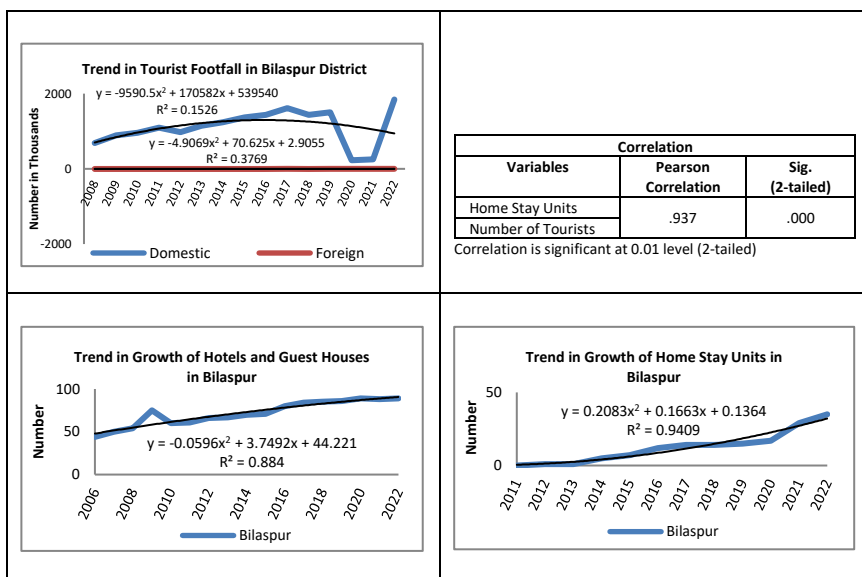 Trend in Tourist Footfall in Bilaspur District
y = -9590.5x² + 170582x + 539540
R² = 0.1526
y = -4.9069x² + 70.625x + 2.9055
R² = 0.3769
Number in Thousands
2000
0
-2000
2008 2009 2010 2011 2012 2013 2014 2015 2016 2017 2018 2019 2020 2021 2022
Domestic Foreign
Correlation
Variables Pearson Correlation Sig. (2-tailed)
Home Stay Units .937 .000
Number of Tourists
Correlation is significant at 0.01 level (2-tailed)
Trend in Growth of Hotels and Guest Houses
in Bilaspur
Number
100
50
0
y = -0.0596x² + 3.7492x + 44.221
R² = 0.884
2006 2008 2010 2012 2014 2016 2018 2020 2022
Bilaspur
Trend in Growth of Home Stay Units in
Bilaspur
Number
50
0
y = 0.2083x² + 0.1663x + 0.1364
R² = 0.9409
2011 2012 2013 2014 2015 2016 2017 2018 2019 2020 2021 2022
Bilaspur